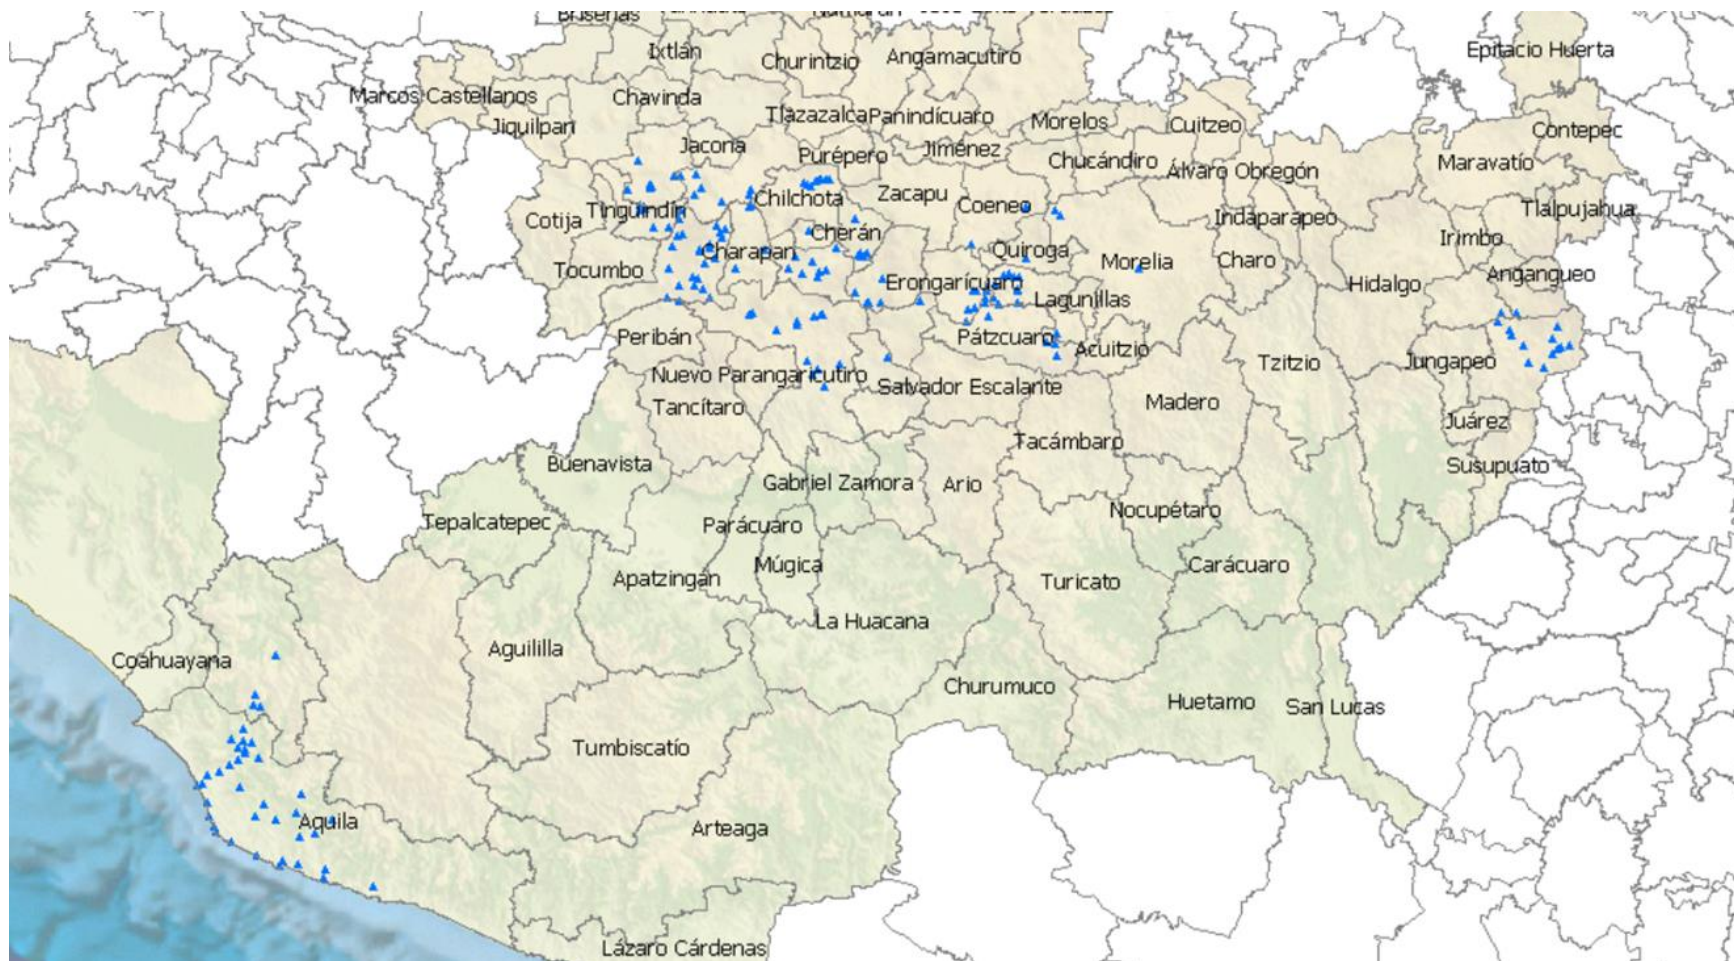 Briseñas
Ixtlán
Churintzio
Angamacutiro
Epitacio Huerta
Marcos Castellanos
Chavinda
Jiquilpan
Tlazazalca
Panindícuaro
Morelos
Cuitzeo
Contepec
Jacona
Purépero
Jiménez
Chucándiro
Álvaro Obregón
Maravatío
Chilchota
Zacapu
Coeneo
Tingüindín
Cotija
Indaparapeo
Tlalpujahua
Cherán
Irimbo
Charapan
Quiroga
Morelia
Charo
Tocumbo
Erongarícuaro
Hidalgo
Angangueo
Lagunillas
Peribán
Pátzcuaro
Acuitzio
Tzitzio
Jungapeo
Nuevo Parangaricutiro
Salvador Escalante
Tancítaro
Madero
Juárez
Tacámbaro
Buenavista
Susupuato
Gabriel Zamora
Ario
Tepalcatepec
Parácuaro
Nocupétaro
Múgica
Carácuaro
Apatzingán
Turicato
La Huacana
Aguililla
Coahuayana
Churumuco
Huetamo
San Lucas
Tumbiscatío
Aquila
Arteaga
Lázaro Cárdenas